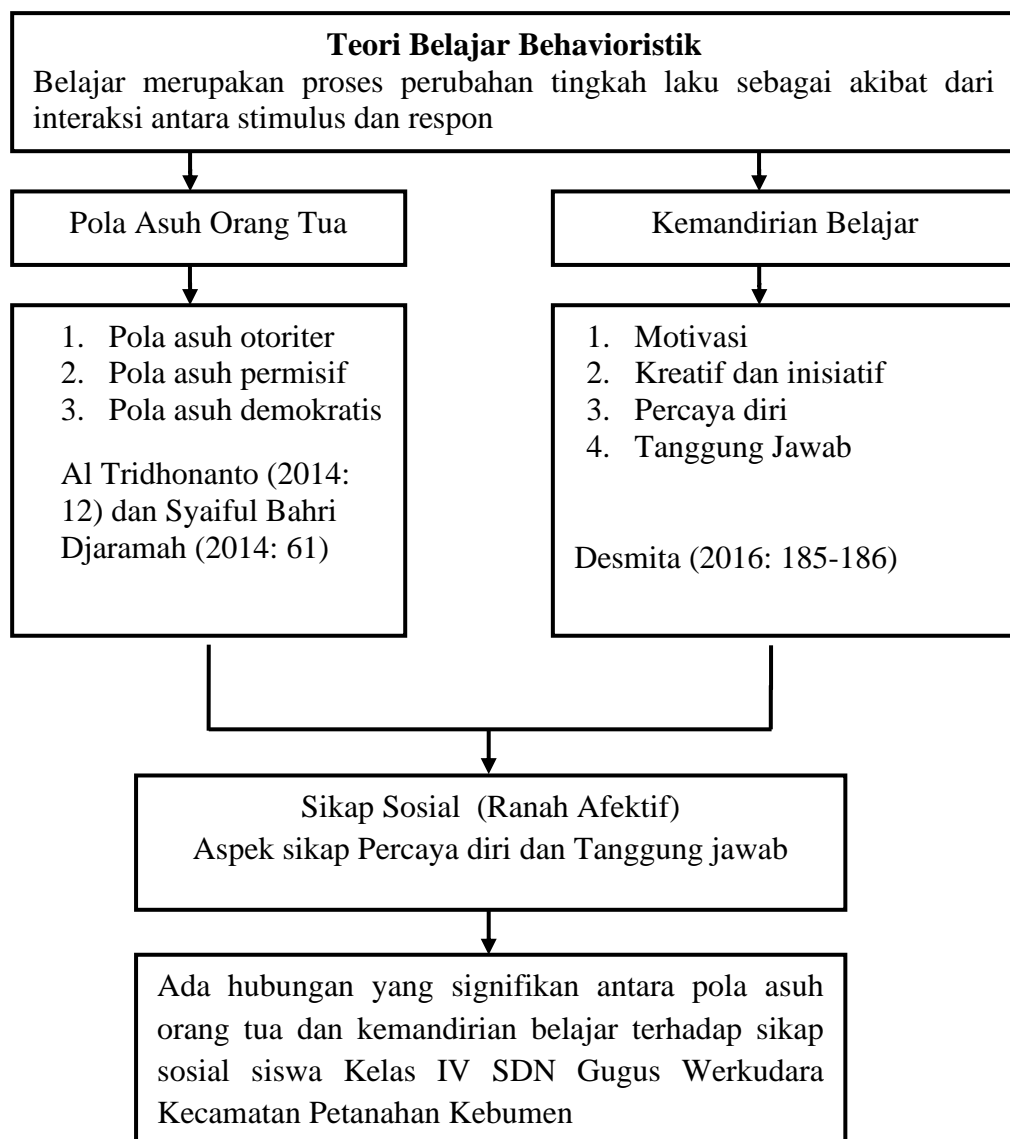 Teori Belajar Behavioristik
Belajar merupakan proses perubahan tingkah laku sebagai akibat dari
interaksi antara stimulus dan respon
Pola Asuh Orang Tua
Kemandirian Belajar
1. Pola asuh otoriter
2. Pola asuh permisif
3. Pola asuh demokratis
Al Tridhonanto (2014:
12) dan Syaiful Bahri
Djaramah (2014: 61)
1. Motivasi
2. Kreatif dan inisiatif
3. Percaya diri
4. Tanggung Jawab
Desmita (2016: 185-186)
Sikap Sosial (Ranah Afektif)
Aspek sikap Percaya diri dan Tanggung jawab
Ada hubungan yang signifikan antara pola asuh
orang tua dan kemandirian belajar terhadap sikap
sosial siswa Kelas IV SDN Gugus Werkudara
Kecamatan Petanahan Kebumen